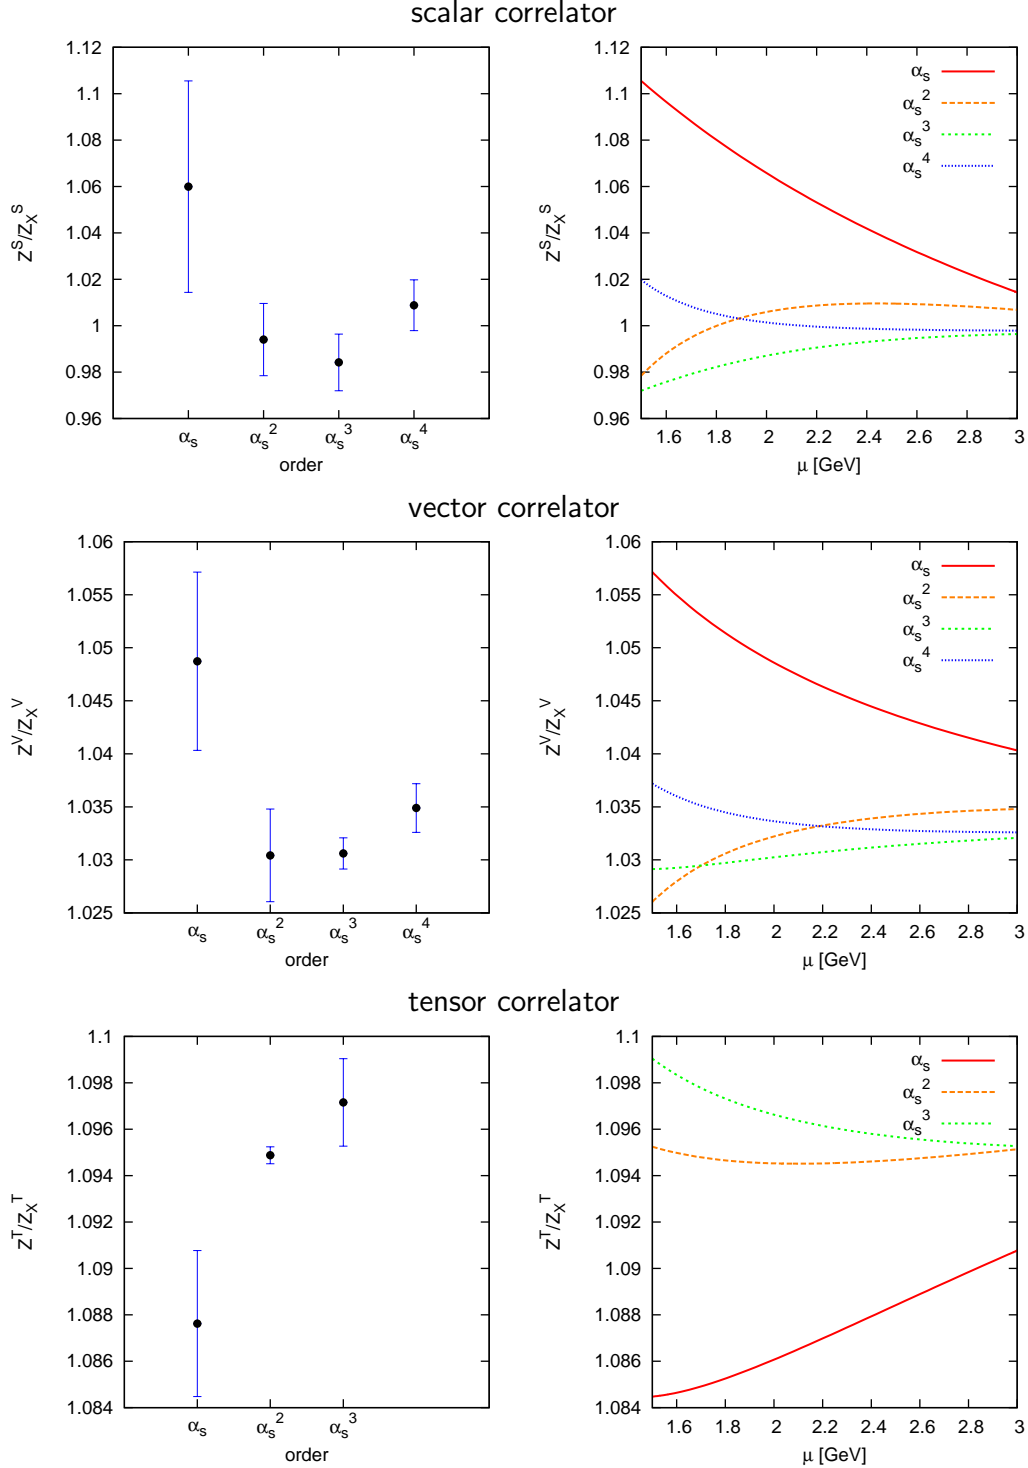 scalar correlator
Z^S/Z_X^S
1.12
1.1
1.08
1.06
1.04
1.02
1
0.98
0.96
α_s
α_s^2
α_s^3
α_s^4
order
Z^S/Z_X^S
1.12
1.1
1.08
1.06
1.04
1.02
1
0.98
0.96
α_s
α_s^2
α_s^3
α_s^4
1.6
1.8
2
2.2
2.4
2.6
2.8
3
μ [GeV]
vector correlator
Z^V/Z_X^V
1.06
1.055
1.05
1.045
1.04
1.035
1.03
1.025
α_s
α_s^2
α_s^3
α_s^4
order
Z^V/Z_X^V
1.06
1.055
1.05
1.045
1.04
1.035
1.03
1.025
α_s
α_s^2
α_s^3
α_s^4
1.6
1.8
2
2.2
2.4
2.6
2.8
3
μ [GeV]
tensor correlator
Z^T/Z_X^T
1.1
1.098
1.096
1.094
1.092
1.09
1.088
1.086
1.084
α_s
α_s^2
α_s^3
order
Z^T/Z_X^T
1.1
1.098
1.096
1.094
1.092
1.09
1.088
1.086
1.084
α_s
α_s^2
α_s^3
1.6
1.8
2
2.2
2.4
2.6
2.8
3
μ [GeV]